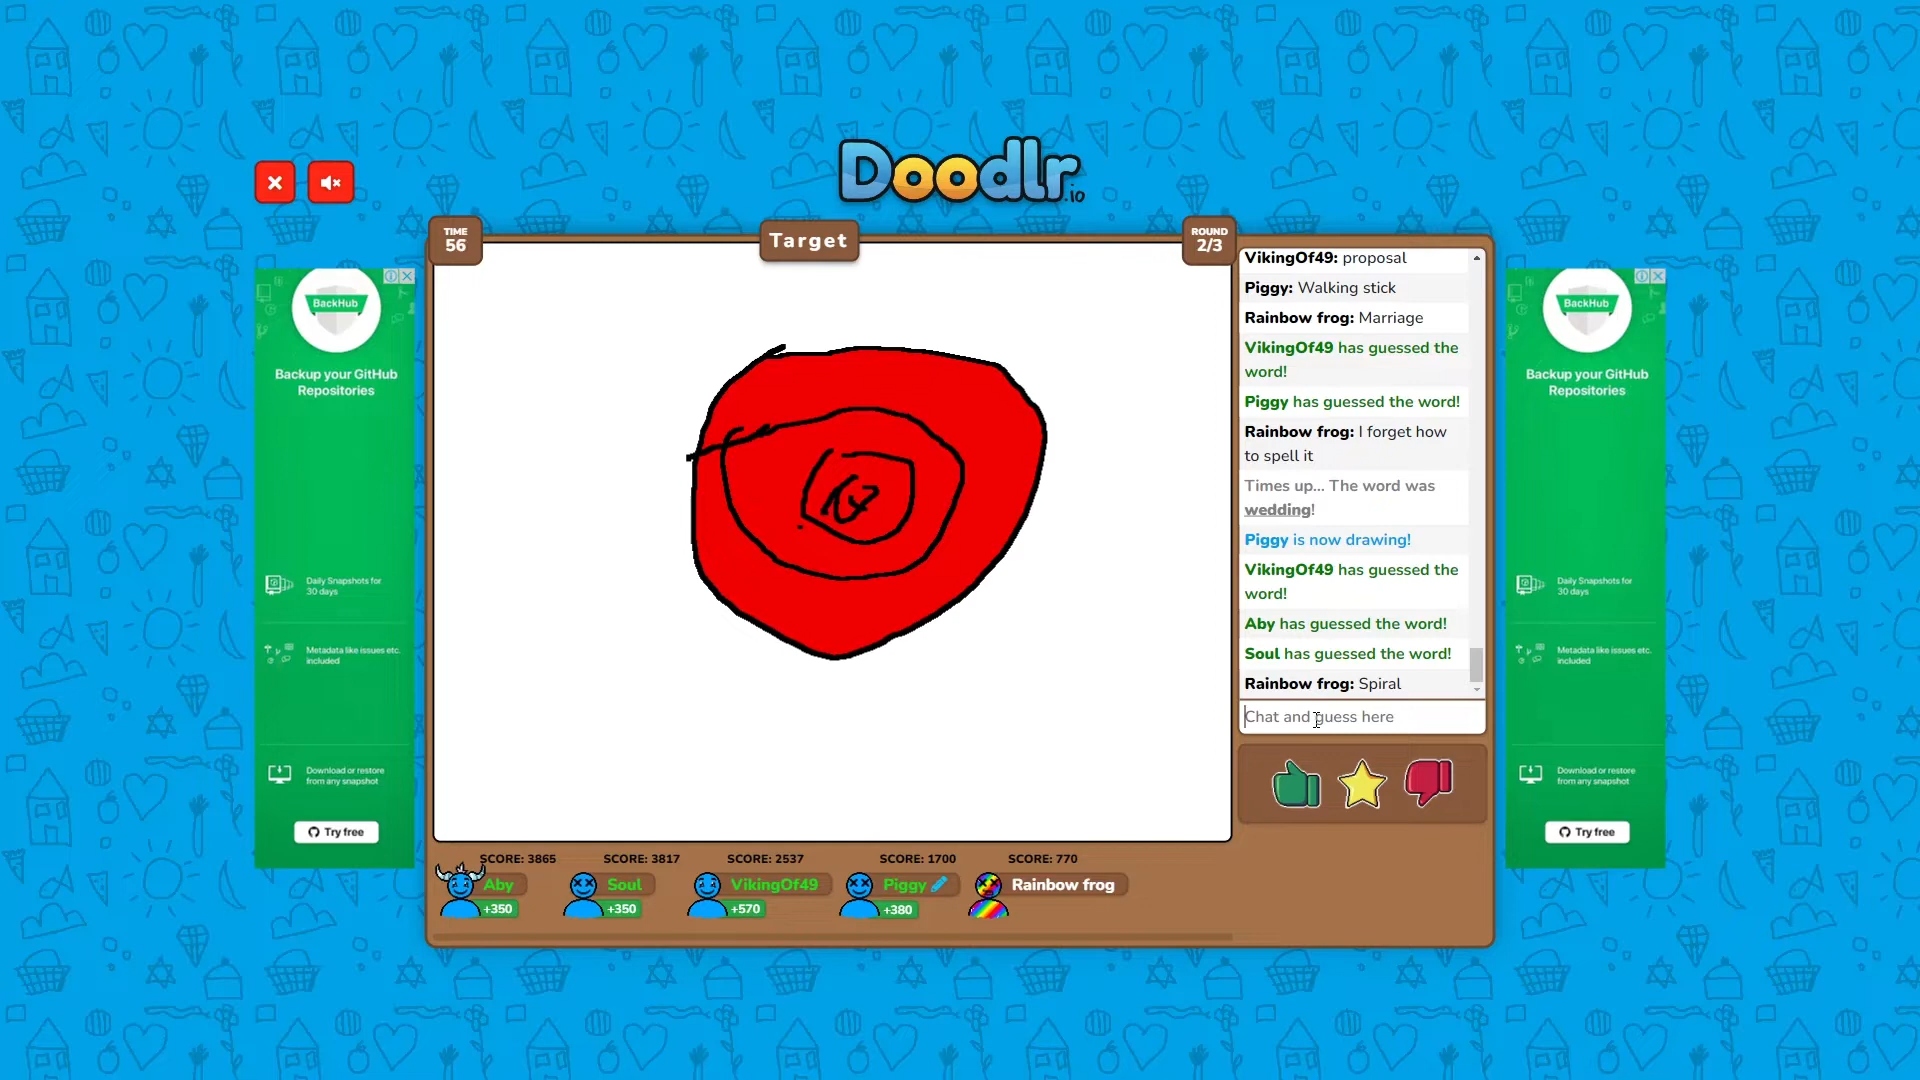 Doodlr.io
TIME
56
Target
ROUND
2/3
VikingOf49: proposal
Piggy: Walking stick
Rainbow frog: Marriage
VikingOf49 has guessed the
word!
Piggy has guessed the word!
Rainbow frog: I forget how
to spell it
Times up... The word was
wedding!
Piggy is now drawing!
VikingOf49 has guessed the
word!
Aby has guessed the word!
Soul has guessed the word!
Rainbow frog: Spiral
Chat and guess here
SCORE: 3865
Aby
+350
SCORE: 3817
Soul
+350
SCORE: 2537
VikingOf49
+570
SCORE: 1700
Piggy
+380
SCORE: 770
Rainbow frog
BackHub
Backup your GitHub
Repositories
Daily Snapshots for
30 days
Metadata like issues etc.
included
Download or restore
from any snapshot
Try free
BackHub
Backup your GitHub
Repositories
Daily Snapshots for
30 days
Metadata like issues etc.
included
Download or restore
from any snapshot
Try free